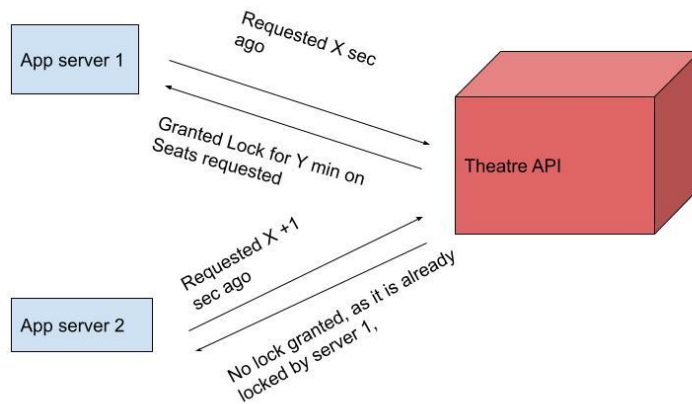 App server 1
Requested X sec
ago
Granted Lock for Y min on
Seats requested
Theatre API
Requested X +1
sec ago
App server 2
No lock granted, as it is already
locked by server 1,